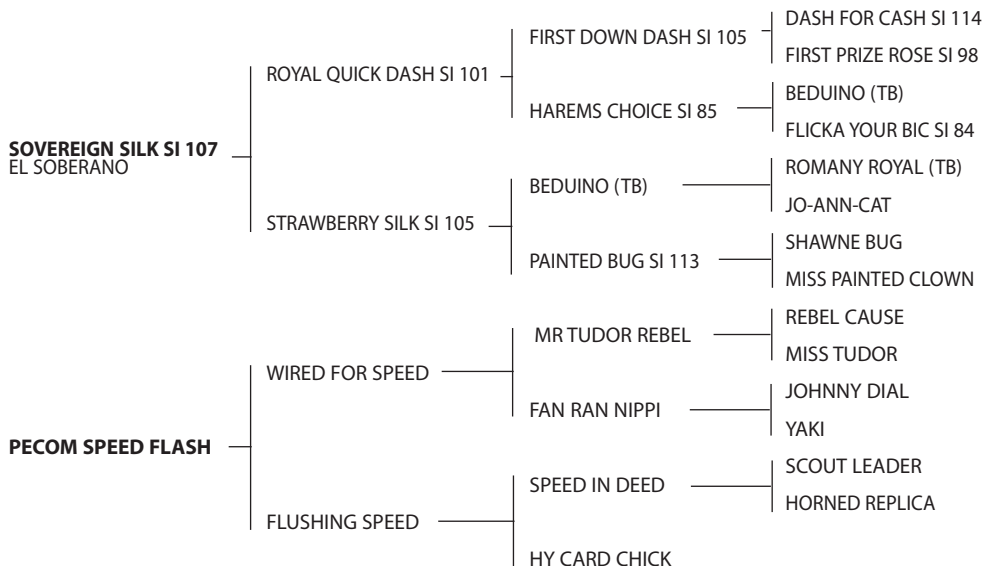 DASH FOR CASH SI 114
FIRST DOWN DASH SI 105
FIRST PRIZE ROSE SI 98
ROYAL QUICK DASH SI 101
BEDUINO (TB)
HAREMS CHOICE SI 85
FLICKA YOUR BIC SI 84
SOVEREIGN SILK SI 107
EL SOBERANO
ROMANY ROYAL (TB)
BEDUINO (TB)
JO-ANN-CAT
STRAWBERRY SILK SI 105
SHAWNE BUG
PAINTED BUG SI 113
MISS PAINTED CLOWN
REBEL CAUSE
MR TUDOR REBEL
MISS TUDOR
WIRED FOR SPEED
JOHNNY DIAL
FAN RAN NIPPI
YAKI
PECOM SPEED FLASH
SCOUT LEADER
SPEED IN DEED
HORNED REPLICA
FLUSHING SPEED
HY CARD CHICK